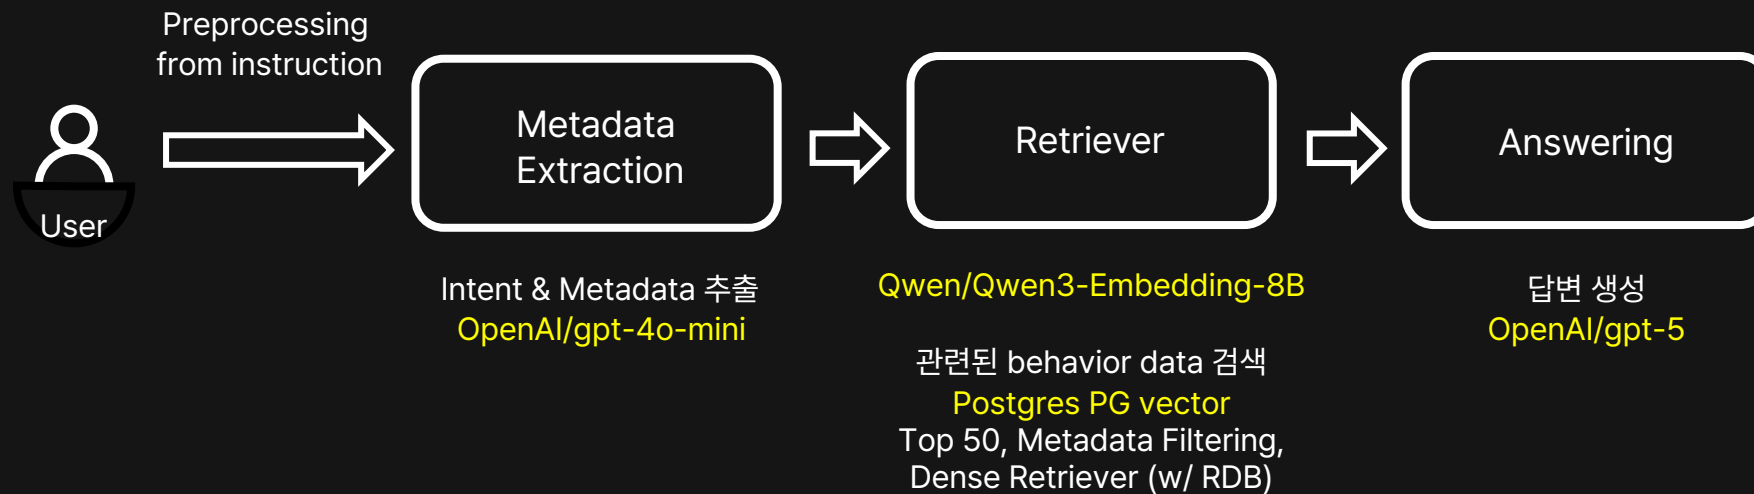 Preprocessing
from instruction
User
Metadata
Extraction
Intent & Metadata 추출
OpenAI/gpt-4o-mini
Retriever
Qwen/Qwen3-Embedding-8B
관련된 behavior data 검색
Postgres PG vector
Top 50, Metadata Filtering,
Dense Retriever (w/ RDB)
Answering
답변 생성
OpenAI/gpt-5